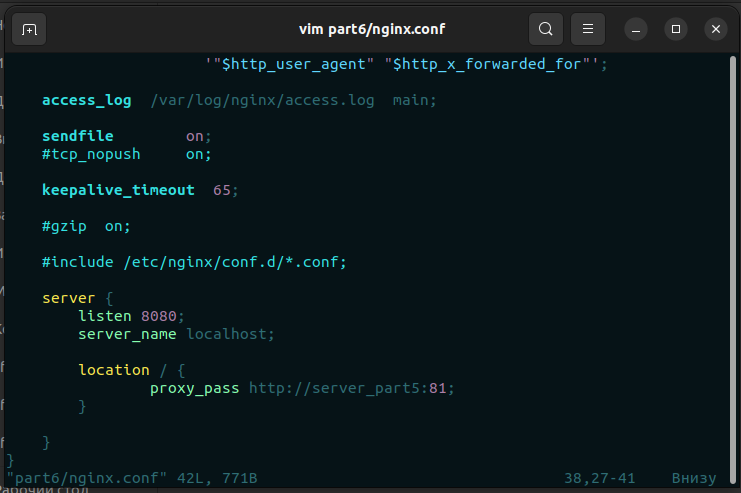 vim part6/nginx.conf
'"$http_user_agent" "$http_x_forwarded_for"';
access_log  /var/log/nginx/access.log  main;
sendfile        on;
#tcp_nopush     on;
keepalive_timeout  65;
#gzip  on;
#include /etc/nginx/conf.d/*.conf;
server {
listen 8080;
server_name localhost;
location / {
proxy_pass http://server_part5:81;
}
}
}
"part6/nginx.conf" 42L, 771B 38,27-41 Внизу